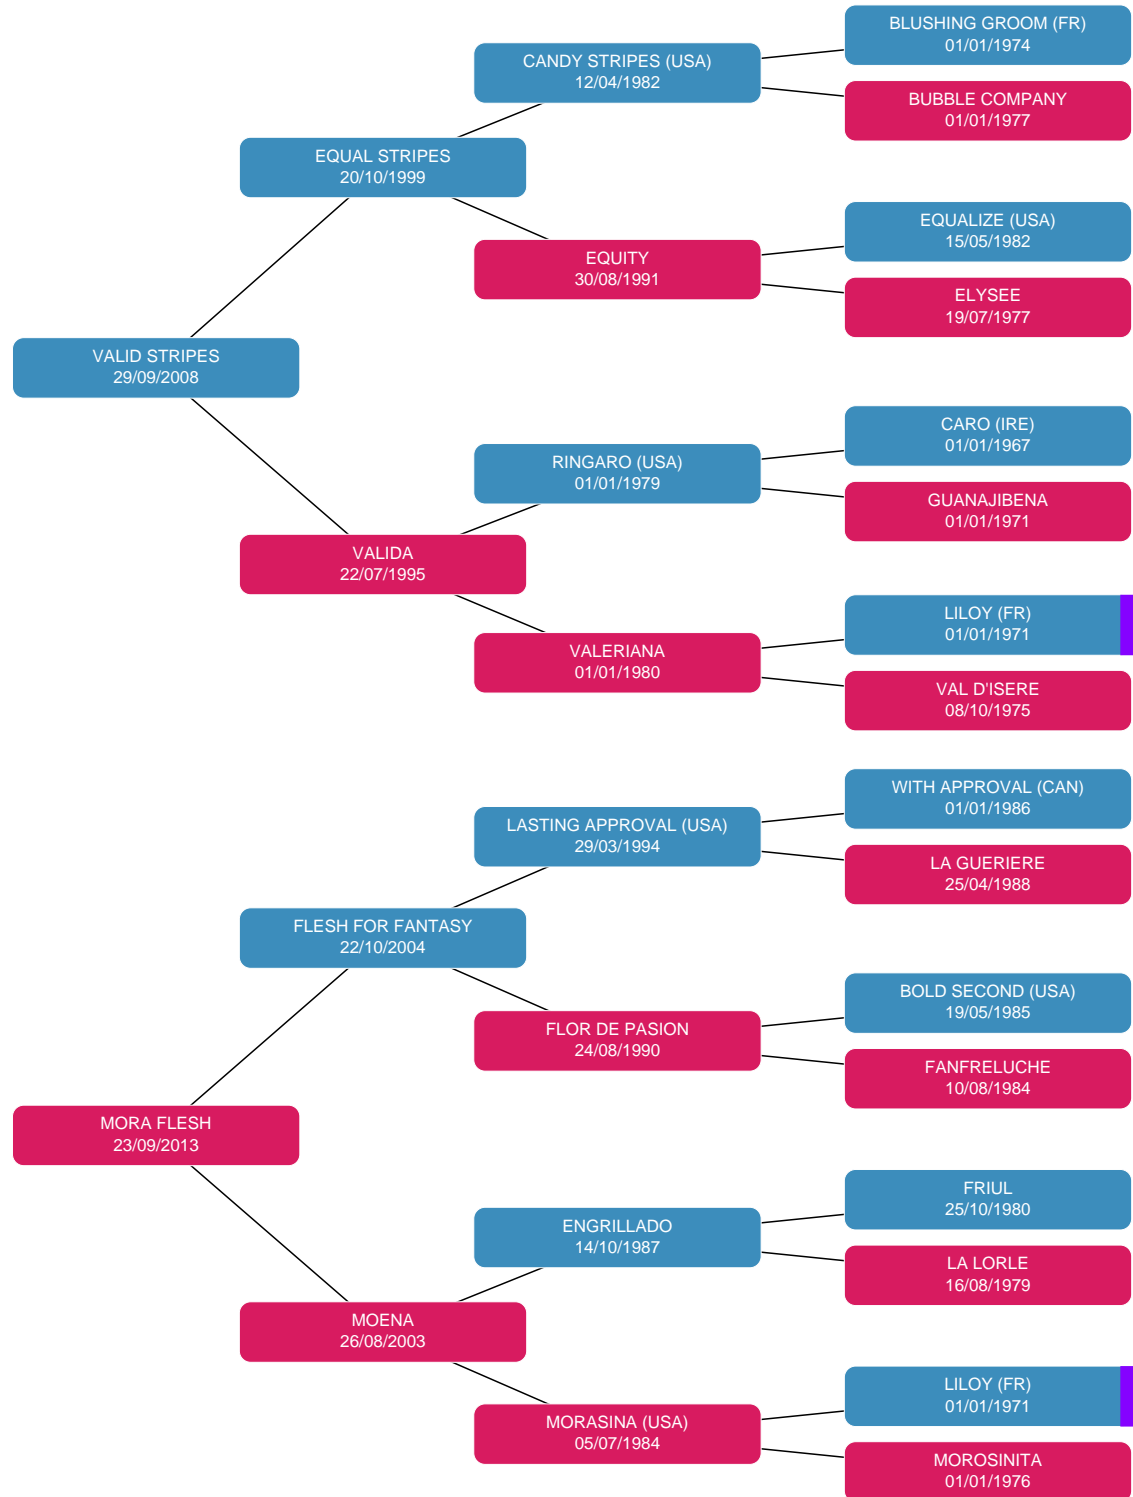 BLUSHING GROOM (FR)
01/01/1974
CANDY STRIPES (USA)
12/04/1982
BUBBLE COMPANY
01/01/1977
EQUAL STRIPES
20/10/1999
EQUALIZE (USA)
15/05/1982
EQUITY
30/08/1991
ELYSEE
19/07/1977
VALID STRIPES
29/09/2008
CARO (IRE)
01/01/1967
RINGARO (USA)
01/01/1979
GUANAJIBENA
01/01/1971
VALIDA
22/07/1995
LILOY (FR)
01/01/1971
VALERIANA
01/01/1980
VAL D'ISERE
08/10/1975
WITH APPROVAL (CAN)
01/01/1986
LASTING APPROVAL (USA)
29/03/1994
LA GUERIERE
25/04/1988
FLESH FOR FANTASY
22/10/2004
BOLD SECOND (USA)
19/05/1985
FLOR DE PASION
24/08/1990
FANFRELUCHE
10/08/1984
MORA FLESH
23/09/2013
FRIUL
25/10/1980
ENGRILLADO
14/10/1987
LA LORLE
16/08/1979
MOENA
26/08/2003
LILOY (FR)
01/01/1971
MORASINA (USA)
05/07/1984
MOROSINITA
01/01/1976